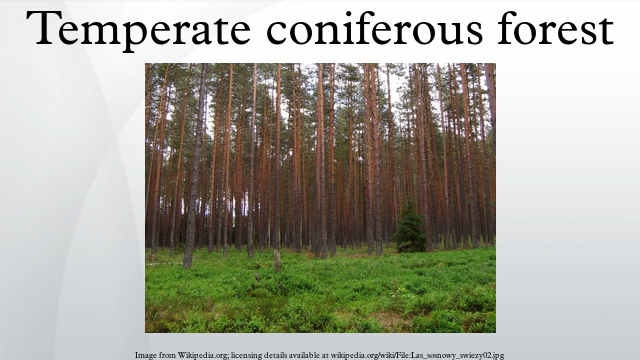 Temperate coniferous forest
Image from Wikipedia.org; licensing details available at wikipedia.org/wiki/File:Las_sosnowy_swiezy02.jpg